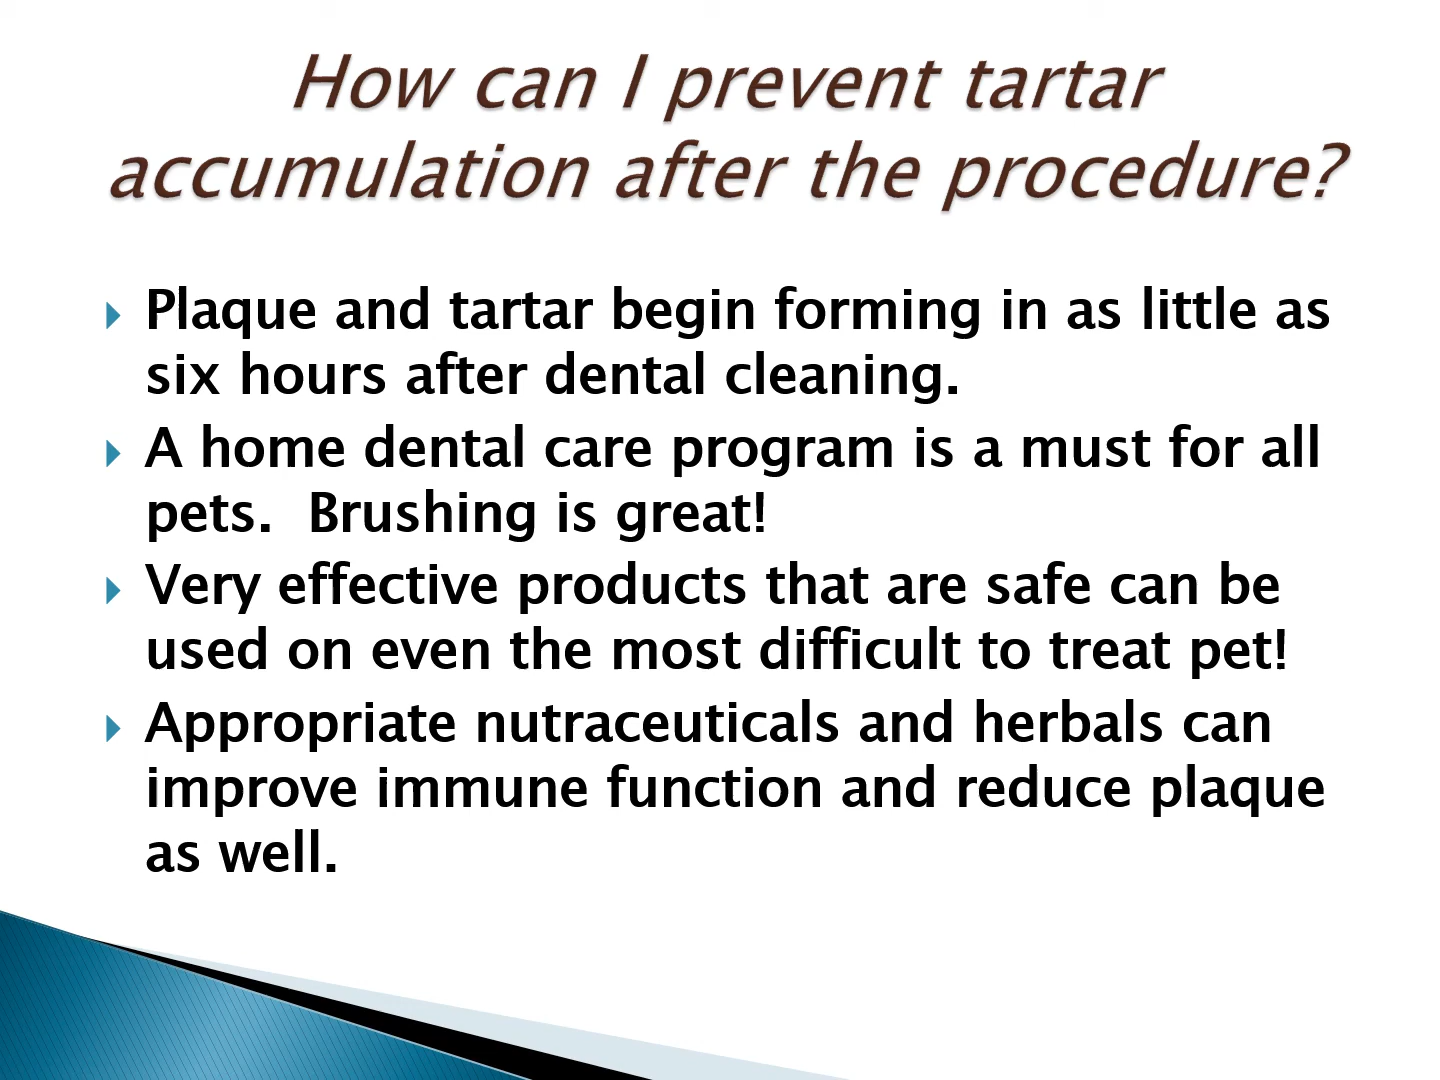 How can I prevent tartar
accumulation after the procedure?
Plaque and tartar begin forming in as little as
six hours after dental cleaning.
A home dental care program is a must for all
pets.  Brushing is great!
Very effective products that are safe can be
used on even the most difficult to treat pet!
Appropriate nutraceuticals and herbals can
improve immune function and reduce plaque
as well.